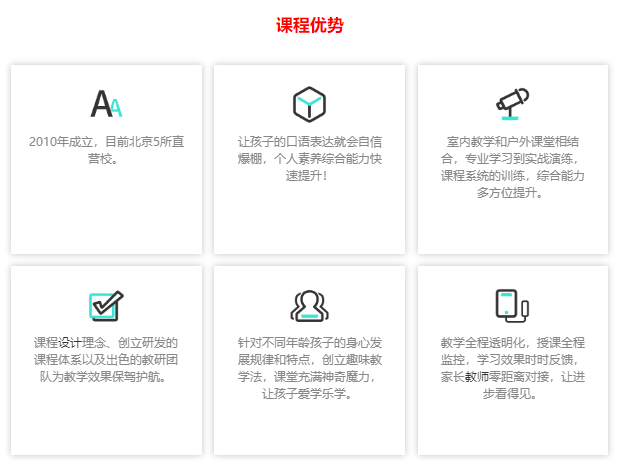 课程优势
2010年成立，目前北京5所直
营校。
让孩子的口语表达就会自信
爆棚，个人素养综合能力快
速提升！
室内教学和户外课堂相结
合，专业学习到实战演练，
课程系统的训练，综合能力
多方位提升。
课程设计理念、创立研发的
课程体系以及出色的教研团
队为教学效果保驾护航。
针对不同年龄孩子的身心发
展规律和特点，创立趣味教
学法，课堂充满神奇魔力，
让孩子爱学乐学。
教学全程透明化，授课全程
监控，学习效果时时反馈，
家长教师零距离对接，让进
步看得见。